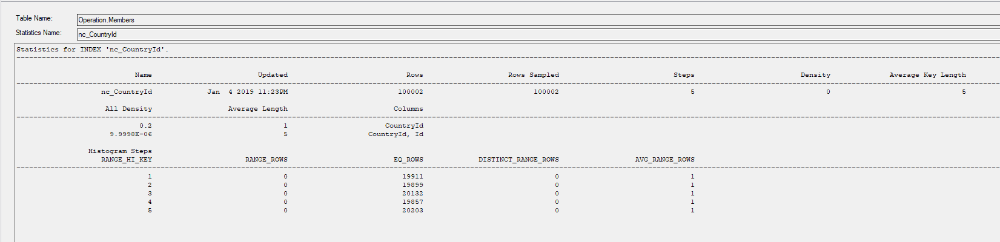 Table Name: Operation.Members
Statistics Name: nc_CountryId
Statistics for INDEX 'nc_CountryId'.
Name Updated Rows Rows Sampled Steps Density Average Key Length
nc_CountryId Jan 4 2019 11:23PM 100002 100002 5 0 5
All Density Average Length Columns
0.2 1 CountryId
9.9998E-06 5 CountryId, Id
Histogram Steps
RANGE_HI_KEY RANGE_ROWS EQ_ROWS DISTINCT_RANGE_ROWS AVG_RANGE_ROWS
1 0 19911 0 1
2 0 19899 0 1
3 0 20132 0 1
4 0 19857 0 1
5 0 20203 0 1